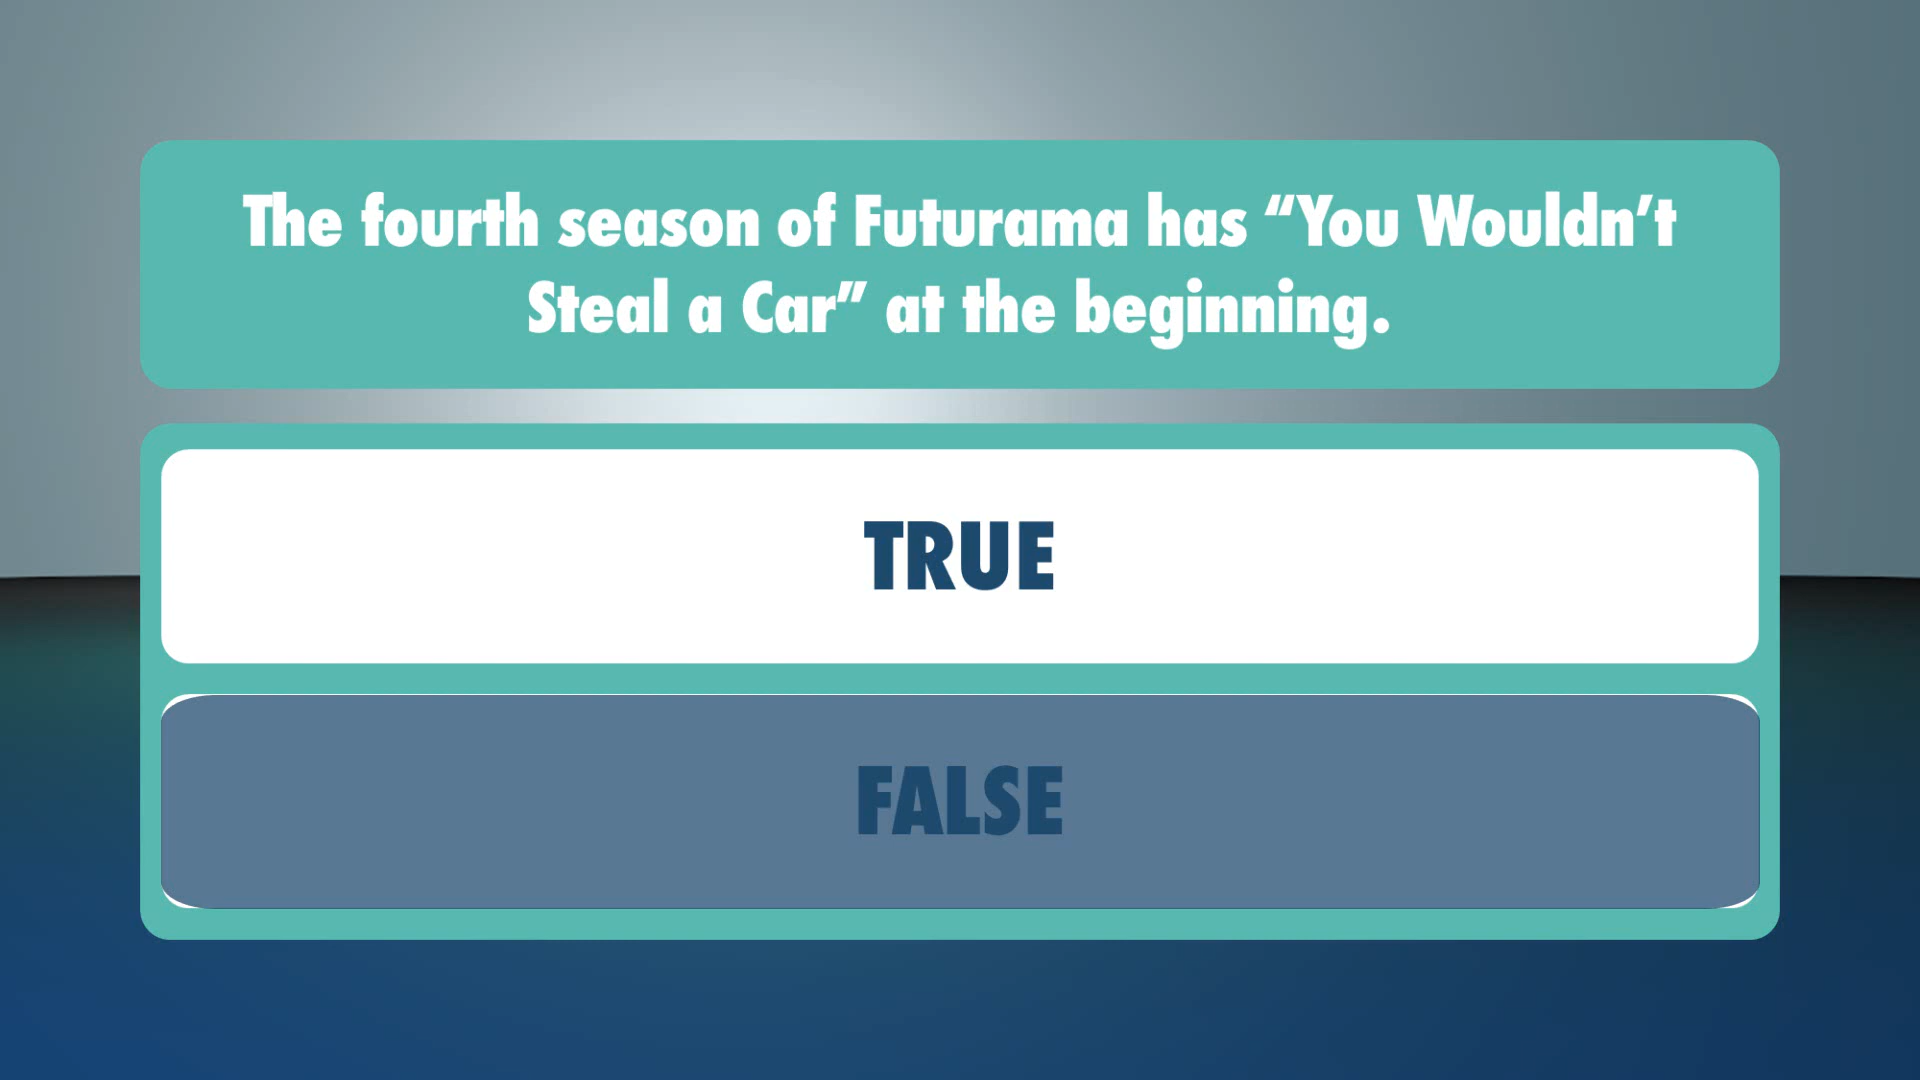 The fourth season of Futurama has “You Wouldn’t
Steal a Car” at the beginning.
TRUE
FALSE